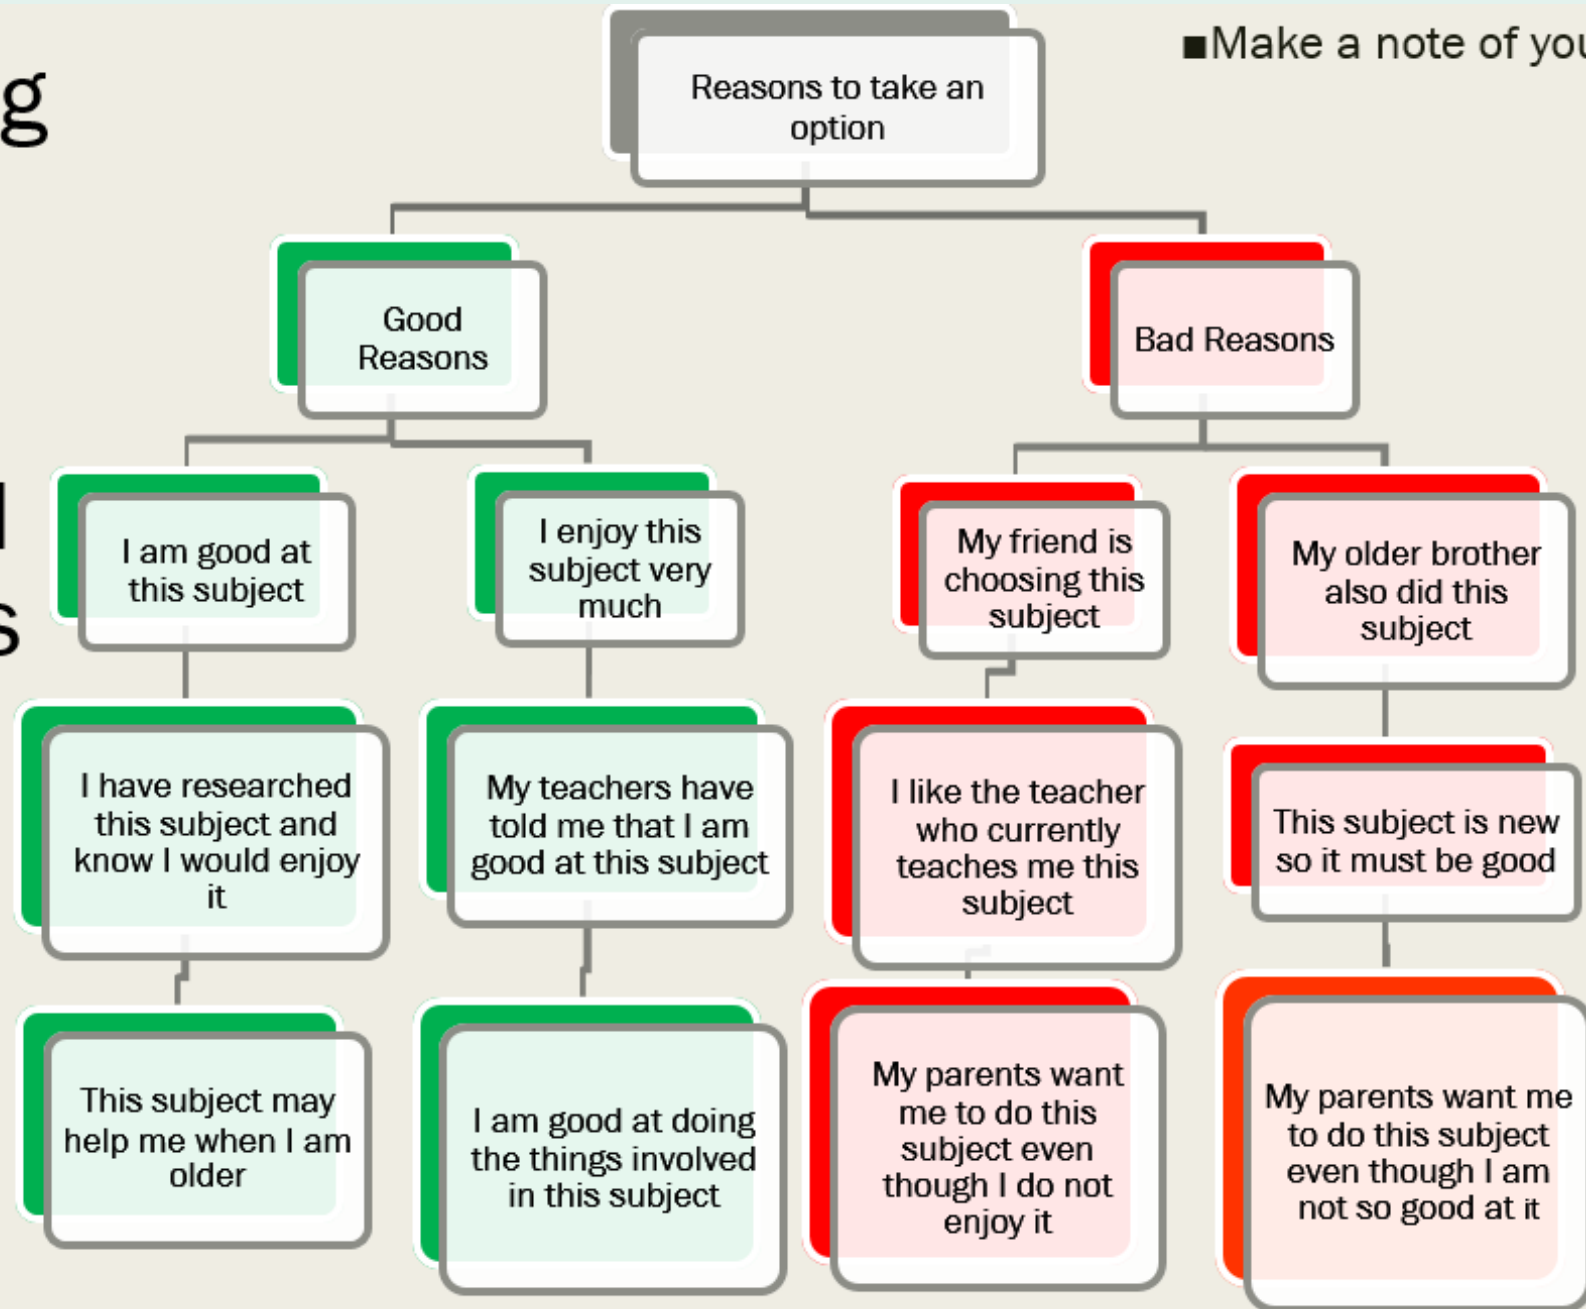 g
■Make a note of you
Reasons to take an
option
Good
Reasons
Bad Reasons
s
I am good at
this subject
I enjoy this
subject very
much
My friend is
choosing this
subject
My older brother
also did this
subject
I have researched
this subject and
know I would enjoy
it
My teachers have
told me that I am
good at this subject
I like the teacher
who currently
teaches me this
subject
This subject is new
so it must be good
This subject may
help me when I am
older
I am good at doing
the things involved
in this subject
My parents want
me to do this
subject even
though I do not
enjoy it
My parents want me
to do this subject
even though I am
not so good at it